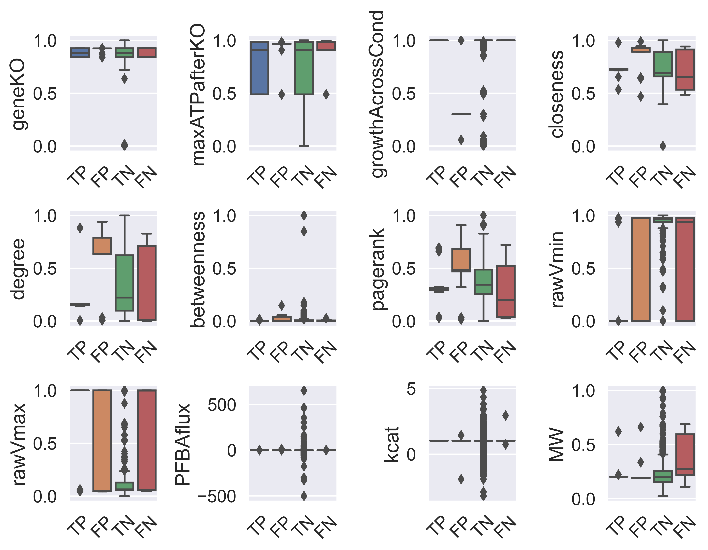 geneKO
1.0
0.5
0.0
TP FP TN FN
maxATPafterKO
1.0
0.5
0.0
TP FP TN FN
growthAcrossCond
1.0
0.5
0.0
TP FP TN FN
closeness
1.0
0.5
0.0
TP FP TN FN
degree
1.0
0.5
0.0
TP FP TN FN
betweenness
1.0
0.5
0.0
TP FP TN FN
pagerank
1.0
0.5
0.0
TP FP TN FN
rawVmin
1.0
0.5
0.0
TP FP TN FN
rawVmax
1.0
0.5
0.0
TP FP TN FN
PFBAflux
500
0
−500
TP FP TN FN
kcat
5
0
TP FP TN FN
MW
1.0
0.5
0.0
TP FP TN FN